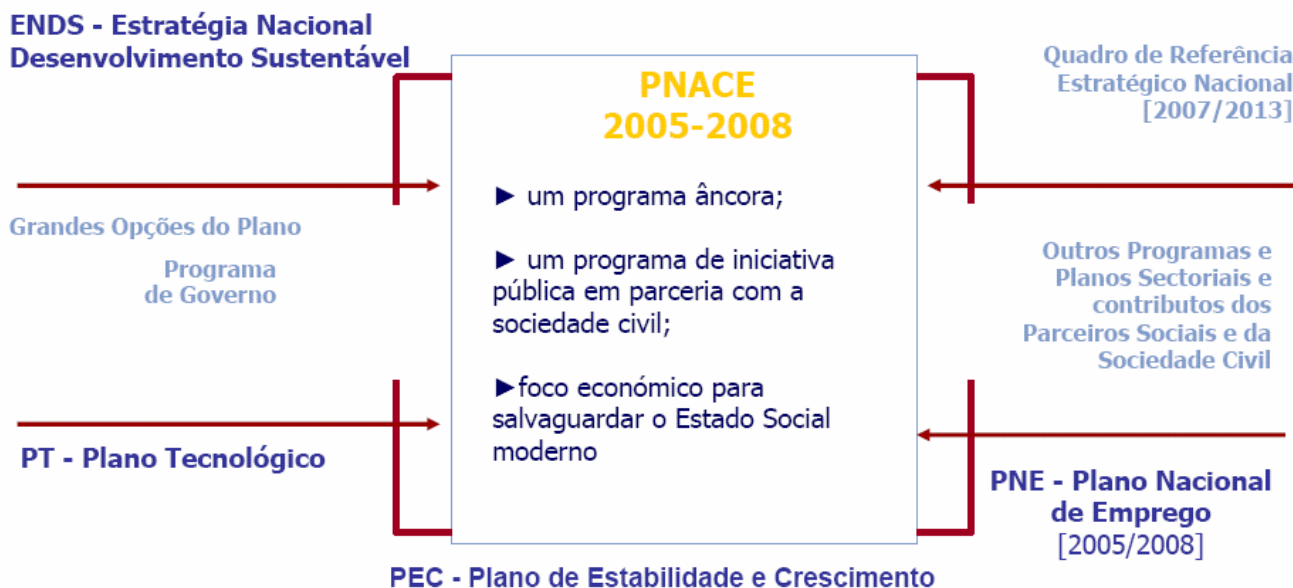 ENDS - Estratégia Nacional
Desenvolvimento Sustentável
Grandes Opções do Plano
Programa
de Governo
PT - Plano Tecnológico
PNACE
2005-2008
► um programa âncora;
► um programa de iniciativa
pública em parceria com a
sociedade civil;
►foco económico para
salvaguardar o Estado Social
moderno
Quadro de Referência
Estratégico Nacional
[2007/2013]
Outros Programas e
Planos Sectoriais e
contributos dos
Parceiros Sociais e da
Sociedade Civil
PNE - Plano Nacional
de Emprego
[2005/2008]
PEC - Plano de Estabilidade e Crescimento